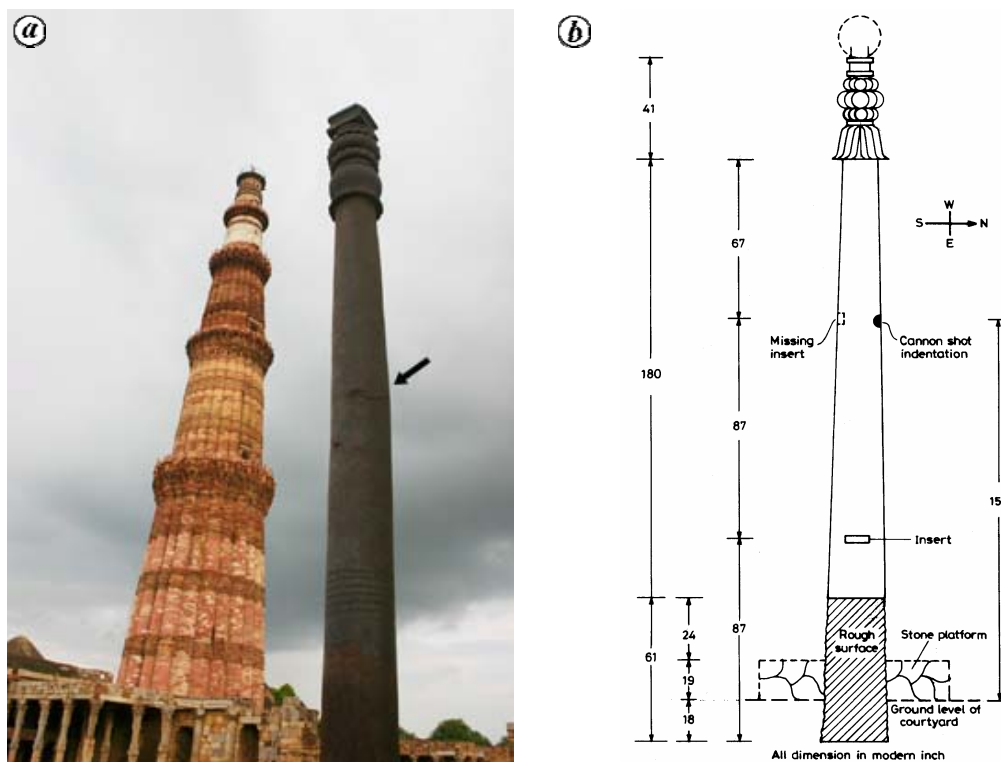 a
b
41
W
S
N
E
67
Missing
insert
Cannon shot
indentation
180
87
15
Insert
24
Rough
surface
Stone platform
61
87
19
18
Ground level of
courtyard
All dimension in modern inch